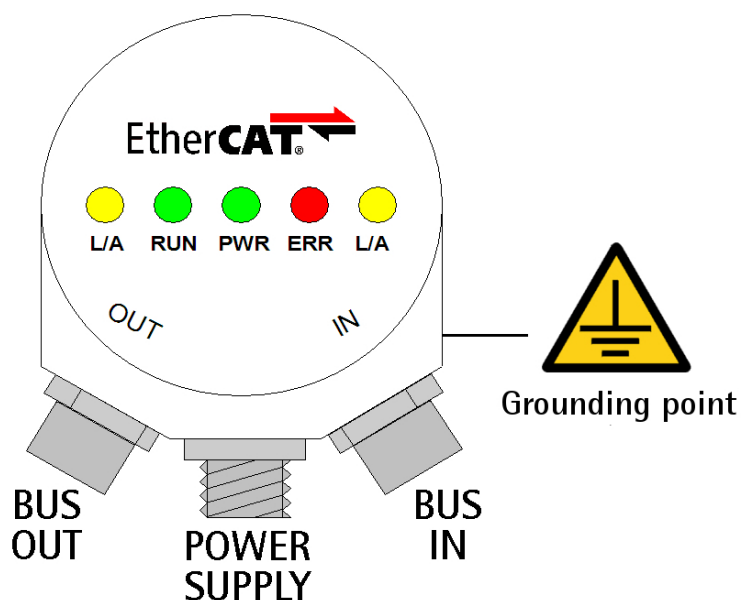 EtherCAT®
L/A RUN PWR ERR L/A
OUT IN
Grounding point
BUS OUT
POWER SUPPLY
BUS IN